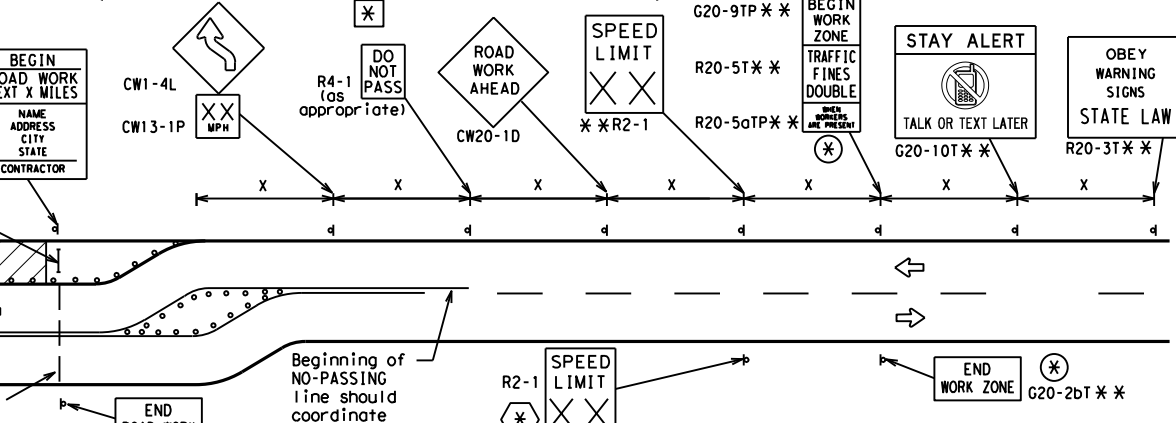 BEGIN
ROAD WORK
NEXT X MILES
NAME
ADDRESS
CITY
STATE
CONTRACTOR
CW1-4L
CW13-1P
XX
MPH
*
R4-1
(as
appropriate)
DO
NOT
PASS
ROAD
WORK
AHEAD
CW20-1D
SPEED
LIMIT
XX
**R2-1
G20-9TP**
R20-5T**
R20-5aTP**
BEGIN
WORK
ZONE
TRAFFIC
FINES
DOUBLE
WHEN
WORKERS
ARE PRESENT
*
STAY ALERT
TALK OR TEXT LATER
G20-10T**
OBEY
WARNING
SIGNS
STATE LAW
R20-3T**
X X X X X X X
Beginning of
NO-PASSING
line should
coordinate
R2-1
*
SPEED
LIMIT
XX
END
WORK ZONE
*
G20-2bT**
END
ROAD WORK